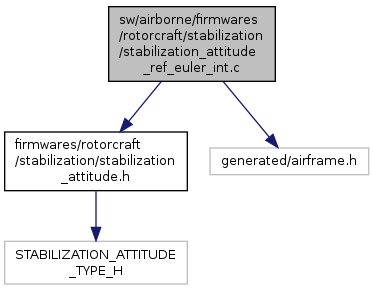 sw/airborne/firmwares
/rotorcraft/stabilization
/stabilization_attitude
_ref_euler_int.c
firmwares/rotorcraft
/stabilization/stabilization
_attitude.h
generated/airframe.h
STABILIZATION_ATTITUDE
_TYPE_H